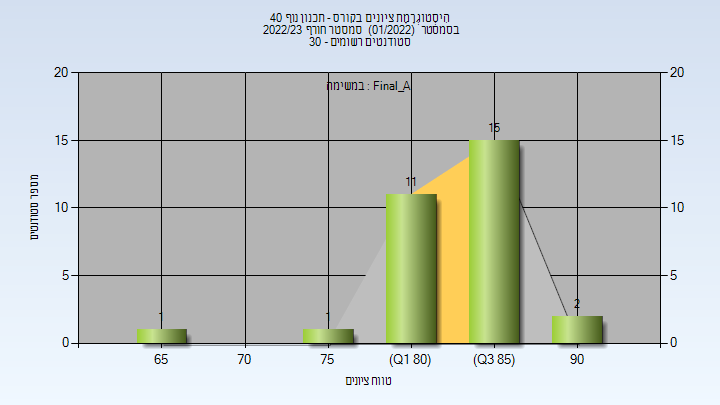 היסטוגרמת ציונים בקורס - תכנון נוף 40
בסמסטר (01/2022) סמסטר חורף 2022/23
סטודנטים רשומים - 30
במשימה : Final_A
20 20
15 15
10 10
5 5
0 0
מספר סטודנטים
1 1 11 15 2
65 70 75 (Q1 80) (Q3 85) 90
טווח ציונים